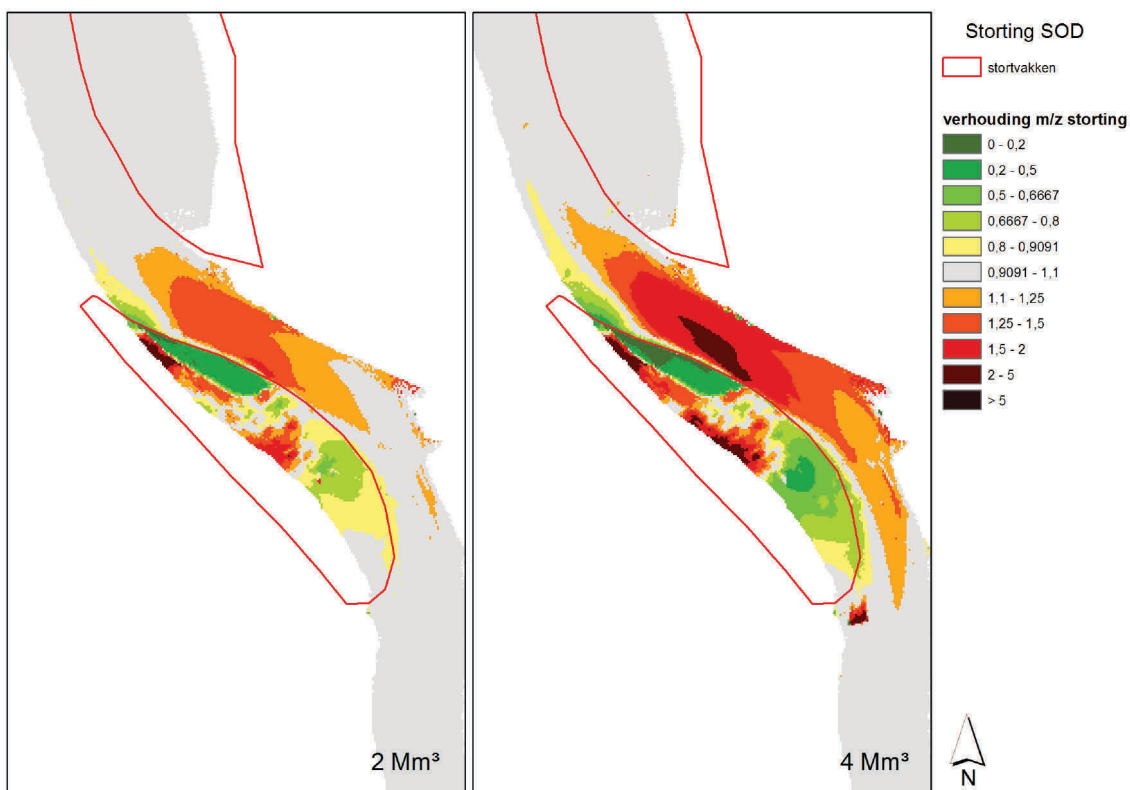 2 Mm³
4 Mm³
Storting SOD
stortvakken
verhouding m/z storting
0 - 0,2
0,2 - 0,5
0,5 - 0,6667
0,6667 - 0,8
0,8 - 0,9091
0,9091 - 1,1
1,1 - 1,25
1,25 - 1,5
1,5 - 2
2 - 5
> 5
N